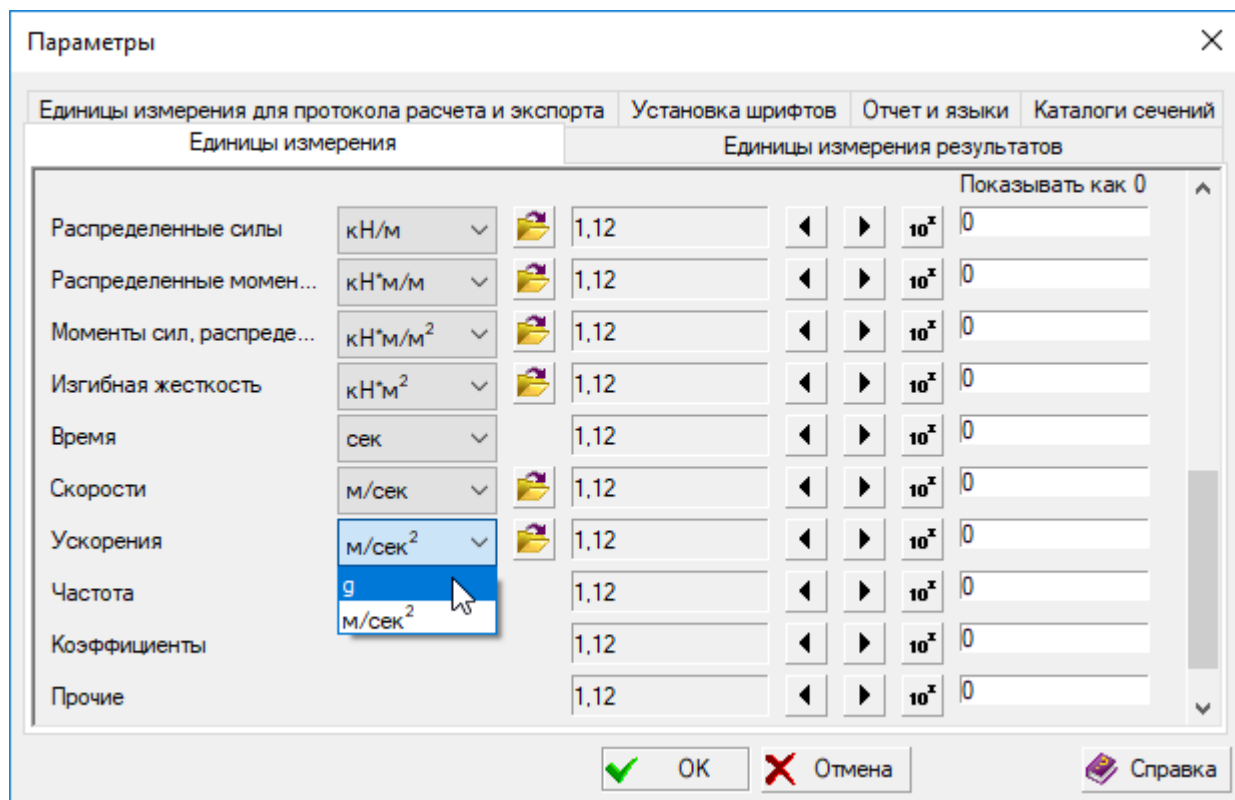 Параметры
Единицы измерения для протокола расчета и экспорта Установка шрифтов Отчет и языки Каталоги сечений
Единицы измерения Единицы измерения результатов
Показывать как 0
Распределенные силы кН/м 1,12 10ˣ 0
Распределенные момен... кН*м/м 1,12 10ˣ 0
Моменты сил, распреде... кН*м/м² 1,12 10ˣ 0
Изгибная жесткость кН*м² 1,12 10ˣ 0
Время сек 1,12 10ˣ 0
Скорости м/сек 1,12 10ˣ 0
Ускорения м/сек² 1,12 10ˣ 0
Частота g 1,12 10ˣ 0
м/сек²
Коэффициенты 1,12 10ˣ 0
Прочие 1,12 10ˣ 0
OK Отмена Справка